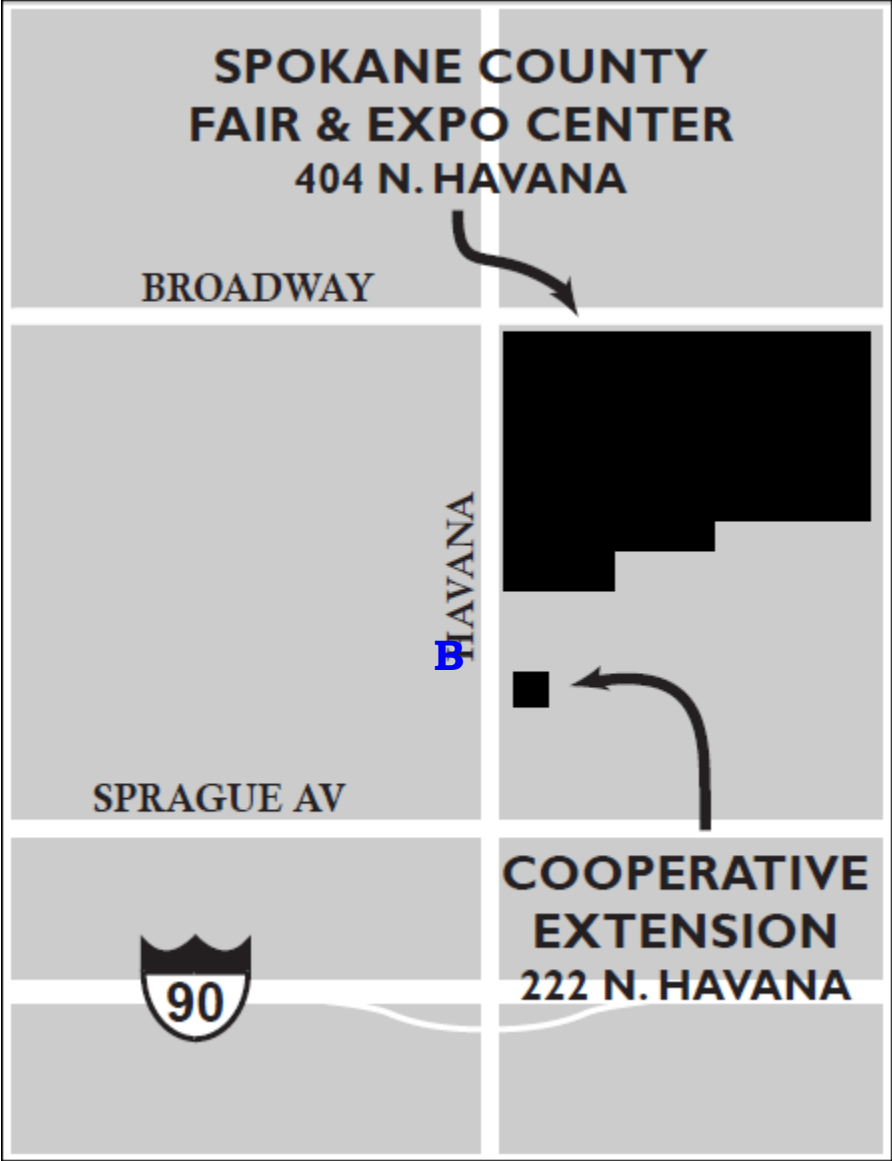 SPOKANE COUNTY
FAIR & EXPO CENTER
404 N. HAVANA
BROADWAY
HAVANA
B
SPRAGUE AV
COOPERATIVE
EXTENSION
222 N. HAVANA
90